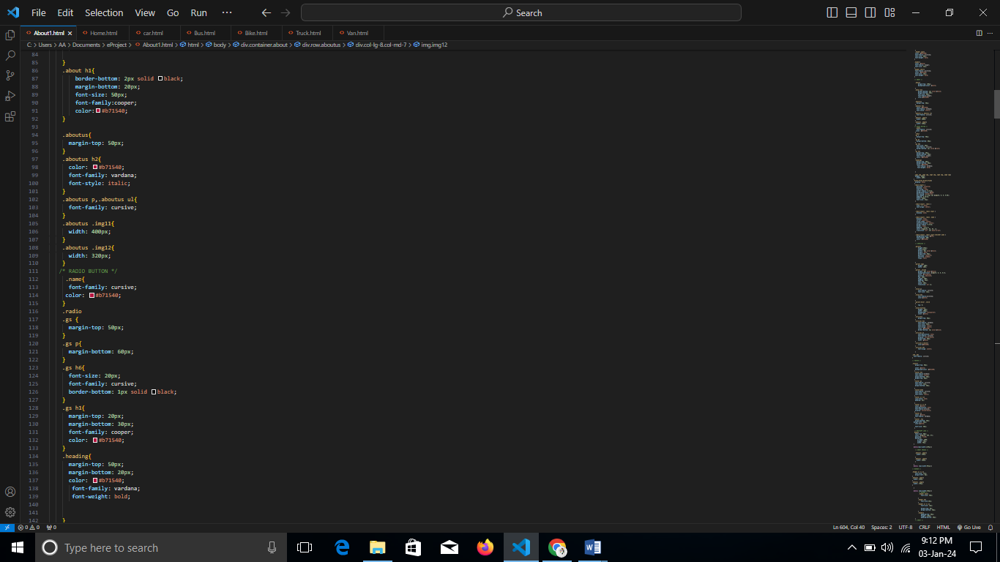 File Edit Selection View Go Run ···
Search
About1.html Home.html car.html Bus.html Bike.html Truck.html Van.html
C: > Users > AA > Documents > eProject > About1.html > html > body > div.container.about > div.row.aboutus > div.col-lg-8.col-md-7 > img.img12
84
85 }
86 .about h1{
87 border-bottom: 2px solid black;
88 margin-bottom: 20px;
89 font-size: 50px;
90 font-family:cooper;
91 color: #b71540;
92 }
93
94 .aboutus{
95 margin-top: 50px;
96 }
97 .aboutus h2{
98 color: #b71540;
99 font-family: vardana;
100 font-style: italic;
101 }
102 .aboutus p,.aboutus ul{
103 font-family: cursive;
104 }
105 .aboutus .img11{
106 width: 400px;
107 }
108 .aboutus .img12{
109 width: 320px;
110 }
111 /* RADIO BUTTON */
112 .name{
113 font-family: cursive;
114 color: #b71540;
115 }
116 .radio
117 .gs {
118 margin-top: 50px;
119 }
120 .gs p{
121 margin-bottom: 60px;
122 }
123 .gs h6{
124 font-size: 20px;
125 font-family: cursive;
126 border-bottom: 1px solid black;
127 }
128 .gs h1{
129 margin-top: 20px;
130 margin-bottom: 30px;
131 font-family: cooper;
132 color: #b71540;
133 }
134 .heading{
135 margin-top: 50px;
136 margin-bottom: 20px;
137 color: #b71540;
138 font-family: vardana;
139 font-weight: bold;
140
141
142 }
0 0 0 Ln 604, Col 40 Spaces: 2 UTF-8 CRLF HTML Go Live
Type here to search
9:12 PM
03-Jan-24